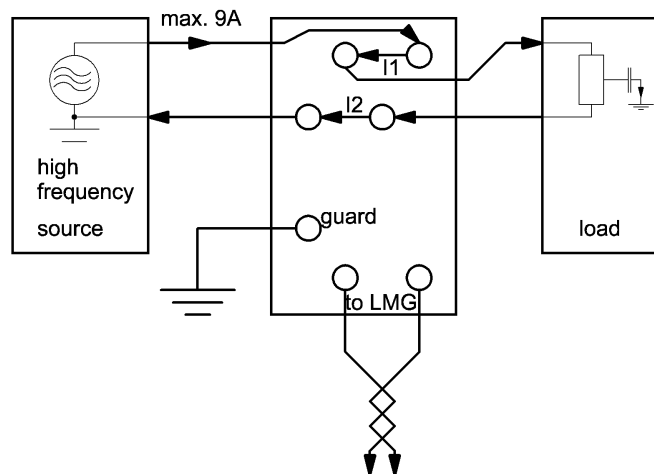 max. 9A
I1
I2
high
frequency
source
guard
load
to LMG